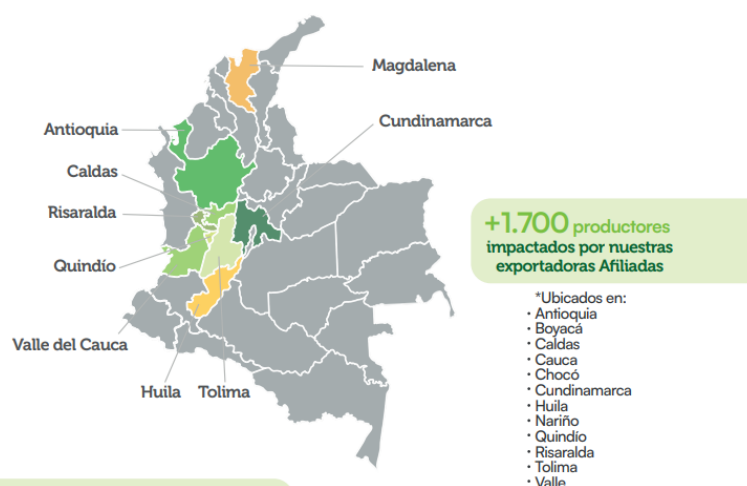 Magdalena
Antioquia
Cundinamarca
Caldas
Risaralda
Quindío
Valle del Cauca
Huila
Tolima
+1.700 productores
impactados por nuestras
exportadoras Afiliadas
*Ubicados en:
· Antioquia
· Boyacá
· Caldas
· Cauca
· Chocó
· Cundinamarca
· Huila
· Nariño
· Quindío
· Risaralda
· Tolima
· Valle